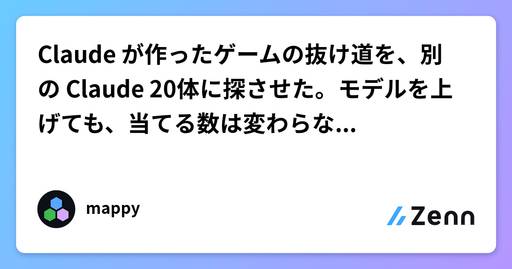 Claude が作ったゲームの抜け道を、別
の Claude 20体に探させた。モデルを上
げても、当てる数は変わらな...
mappy
Zenn